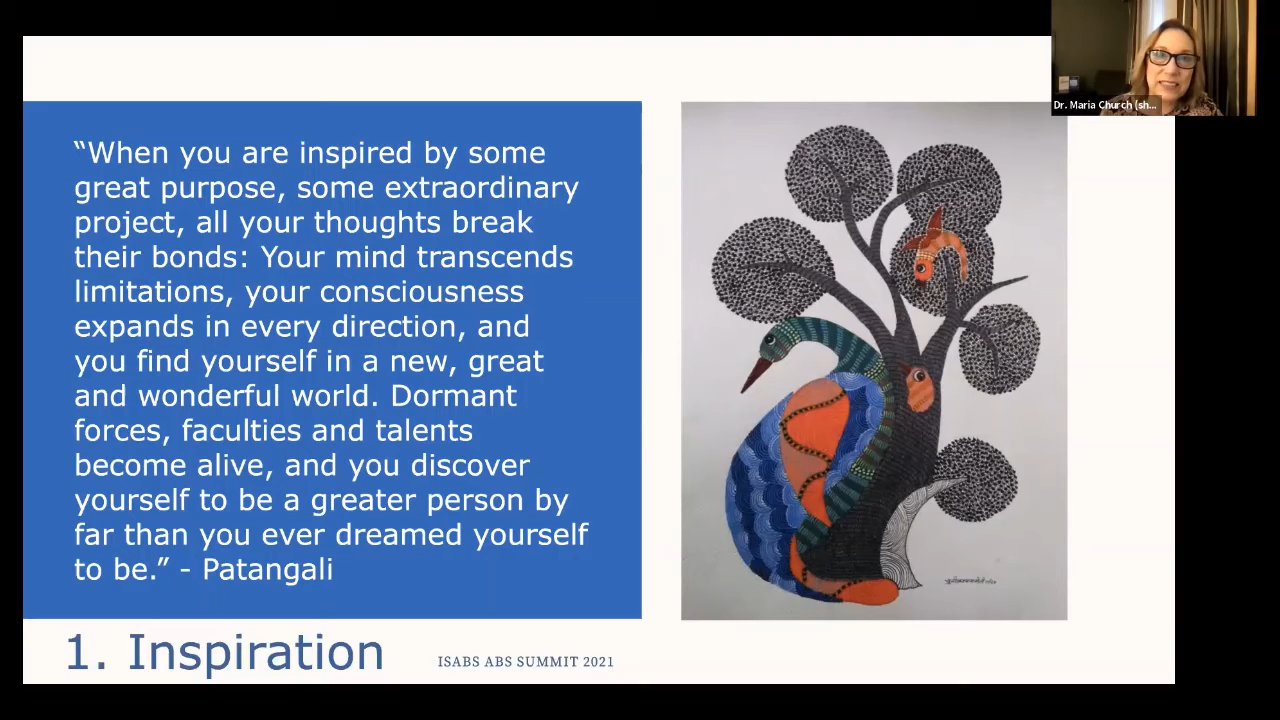 “When you are inspired by some
great purpose, some extraordinary
project, all your thoughts break
their bonds: Your mind transcends
limitations, your consciousness
expands in every direction, and
you find yourself in a new, great
and wonderful world. Dormant
forces, faculties and talents
become alive, and you discover
yourself to be a greater person by
far than you ever dreamed yourself
to be.” - Patangali
1. Inspiration
ISABS ABS SUMMIT 2021
Dr. Maria Church (sh...